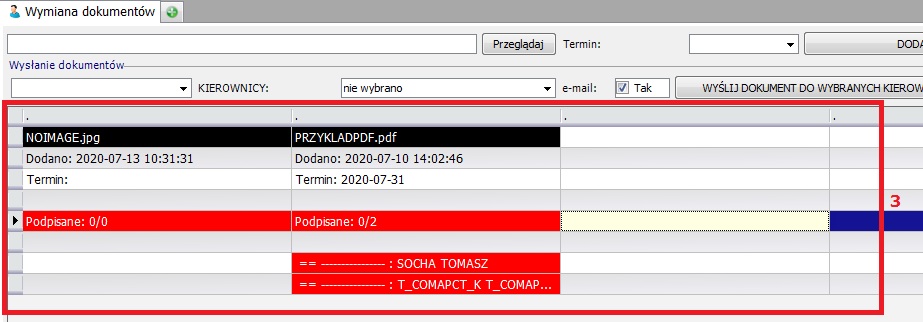 Wymiana dokumentów
Przeglądaj Termin: DODA
Wysłanie dokumentów
KIEROWNICY: nie wybrano e-mail: Tak WYŚLIJ DOKUMENT DO WYBRANYCH KIEROW
. . . .
NOIMAGE.jpg PRZYKLADPDF.pdf
Dodano: 2020-07-13 10:31:31 Dodano: 2020-07-10 14:02:46
Termin: Termin: 2020-07-31
3
Podpisane: 0/0 Podpisane: 0/2
== ---------------- : SOCHA TOMASZ
== ---------------- : T_COMAPCT_K T_COMAP...